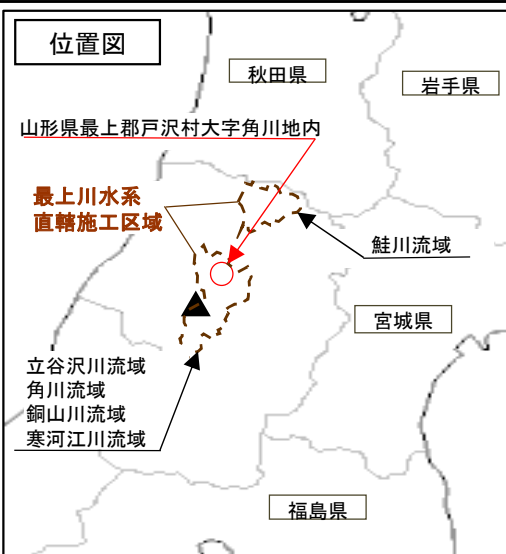 位置図
秋田県
岩手県
山形県最上郡戸沢村大字角川地内
最上川水系
直轄施工区域
鮭川流域
宮城県
立谷沢川流域
角川流域
銅山川流域
寒河江川流域
福島県